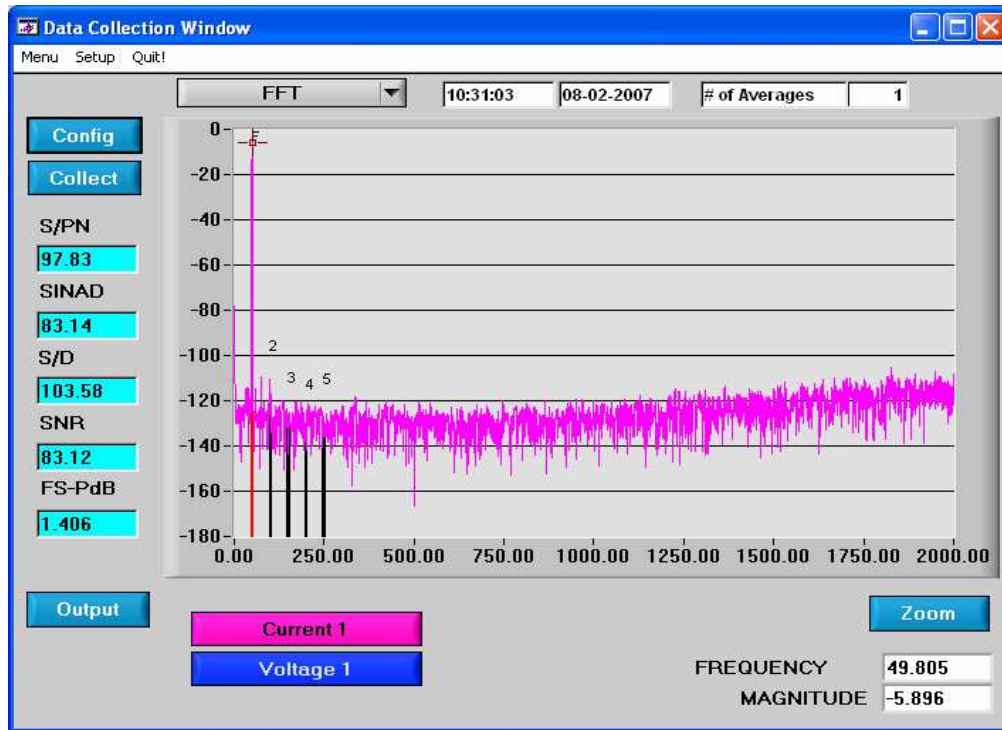 Data Collection Window
Menu Setup Quit!
FFT 10:31:03 08-02-2007 # of Averages 1
Config
Collect
S/PN
97.83
SINAD
83.14
S/D
103.58
SNR
83.12
FS-PdB
1.406
Output
F
0
-20
-40
-60
-80
-100
-120
-140
-160
-180
2
3 4 5
0.00 250.00 500.00 750.00 1000.00 1250.00 1500.00 1750.00 2000.00
Current 1
Voltage 1
Zoom
FREQUENCY 49.805
MAGNITUDE -5.896